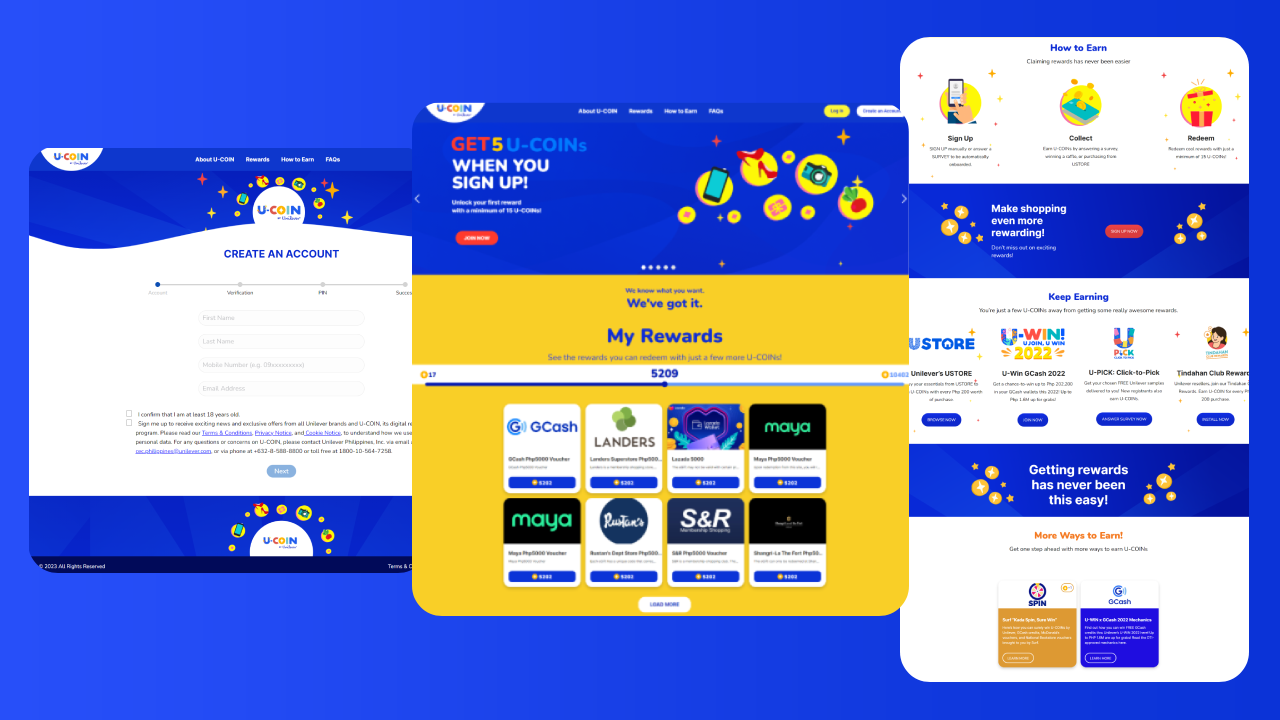 U-COIN
by Unilever
About U-COIN
Rewards
How to Earn
FAQs
U-COIN
by Unilever
CREATE AN ACCOUNT
Account
Verification
PIN
Succes
First Name
Last Name
Mobile Number (e.g. 09xxxxxxxxx)
Email Address
I confirm that I am at least 18 years old.
Sign me up to receive exciting news and exclusive offers from all Unilever brands and U-COIN, its digital re
program. Please read our Terms & Conditions, Privacy Notice, and Cookie Notice, to understand how we use
personal data. For any questions or concerns on U-COIN, please contact Unilever Philippines, Inc. via email a
cec.philippines@unilever.com, or via phone at +632-8-588-8800 or toll free at 1800-10-564-7258.
Next
U-COIN
by Unilever
© 2023 All Rights Reserved
Terms & C
U-COIN
by Unilever
About U-COIN
Rewards
How to Earn
FAQs
Log In
Create an Accoun
GET 5 U-COINs
WHEN YOU
SIGN UP!
Unlock your first reward
with a minimum of 15 U-COINs!
JOIN NOW
We know what you want.
We've got it.
My Rewards
See the rewards you can redeem with just a few more U-COINs!
17
5209
10402
GCash
LANDERS
SUPERSTORE
Lazada
Wallet
maya
GCash Php5000 Voucher
Landers Superstore Php500...
Lazada 5000
Maya Php5000 Voucher
5203
5203
5203
5203
maya
Rustan's
S&R
Membership Shopping
Maya Php5000 Voucher
Rustan's Dept Store Php500...
S&R Php5000 Voucher
Shangri-La The Fort Php50...
5203
5203
5203
5203
LOAD MORE
How to Earn
Claiming rewards has never been easier
Sign Up
SIGN UP manually or answer a
SURVEY to be automatically
onboarded!
Collect
Earn U-COINs by answering a survey,
winning a raffle, or purchasing from
USTORE
Redeem
Redeem cool rewards with just a
minimum of 15 U-COINs!
Make shopping
even more
rewarding!
Don't miss out on exciting
rewards!
SIGN UP NOW
Keep Earning
You're just a few U-COINs away from getting some really awesome rewards.
USTORE
U-WIN!
U JOIN, U WIN
2022
U
PiCK
TINDAHAN
Unilever's USTORE
y your essentials from USTORE to
U-COINs with every Php 200 worth
of purchase.
BROWSE NOW
U-Win GCash 2022
Get a chance-to-win up to Php 202,200
in your GCash wallets this 2022! Up to
Php 1.6M up for grabs!
JOIN NOW
U-PiCK: Click-to-Pick
Get your chosen FREE Unilever samples
delivered to you! New registrants also
earn U-COINs.
ANSWER SURVEY NOW
Tindahan Club Reward
Unilever resellers, join our Tindahan C
Rewards. Earn U-COIN for every P
200 purchase.
INSTALL NOW
Getting rewards
has never been
this easy!
More Ways to Earn!
Get one step ahead with more ways to earn U-COINs
SPIN
Surf "Kada Spin, Sure Win"
LEARN MORE
GCash
U-WIN x GCash 2022 Mechanics
LEARN MORE